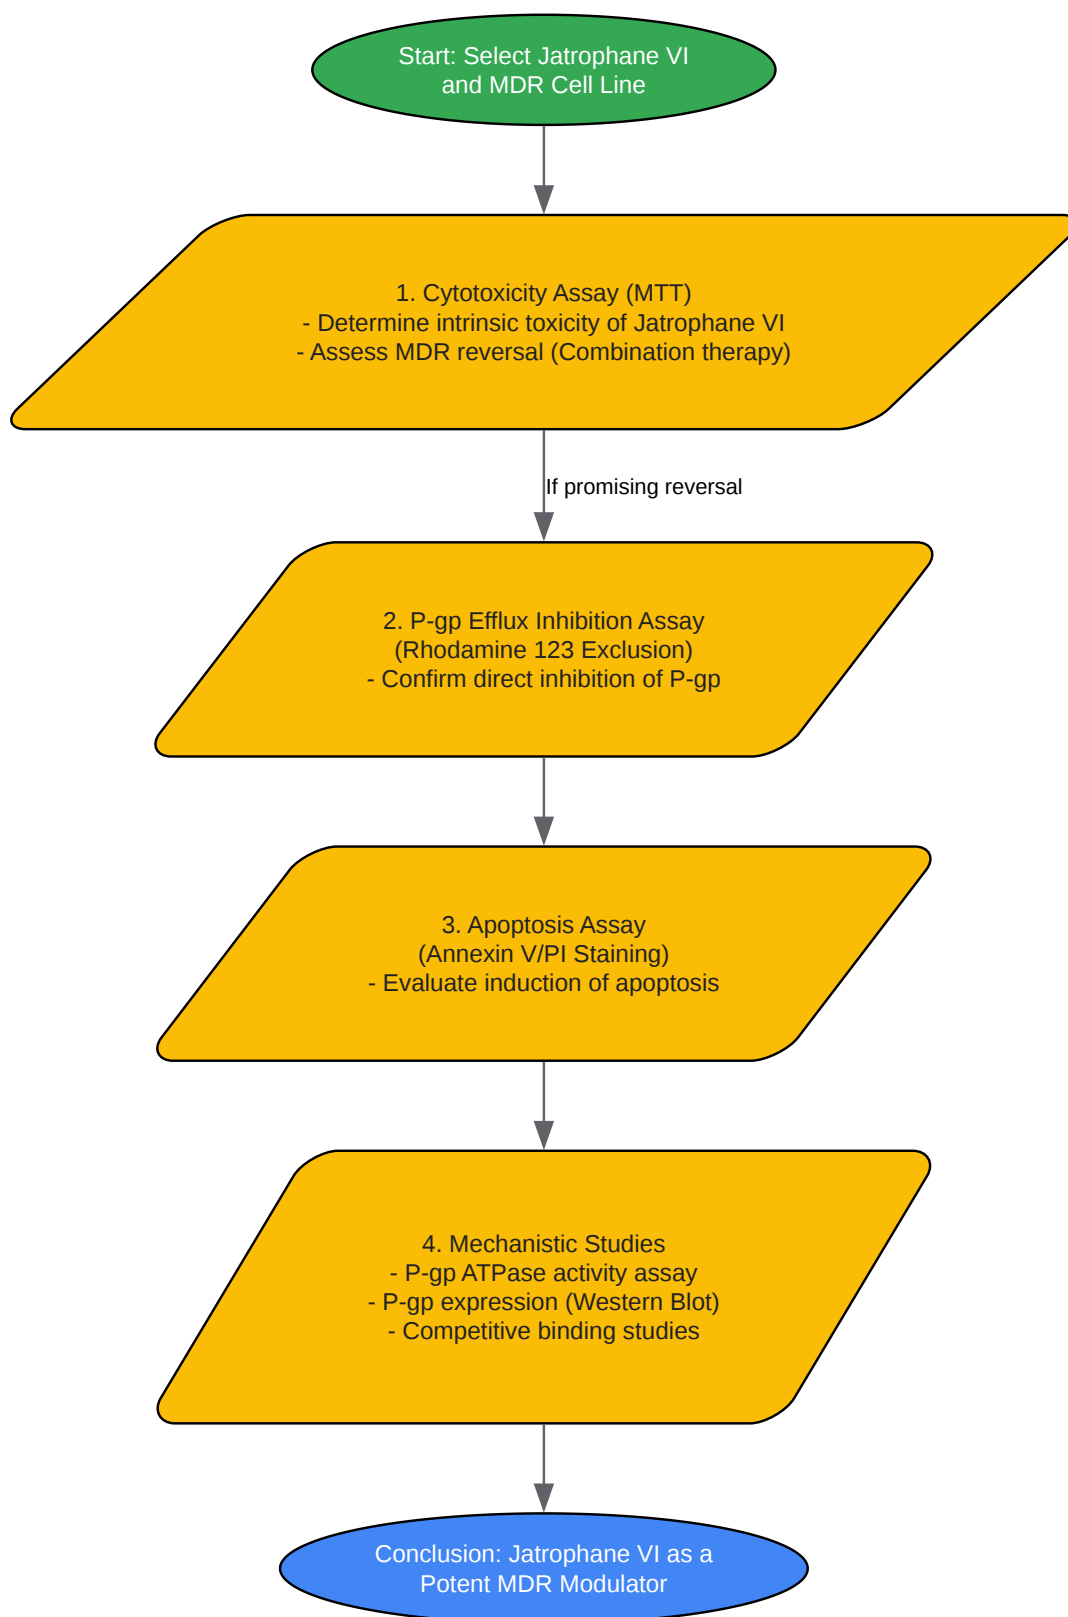 Start: Select Jatrophane VI
and MDR Cell Line
1. Cytotoxicity Assay (MTT)
- Determine intrinsic toxicity of Jatrophane VI
- Assess MDR reversal (Combination therapy)
If promising reversal
2. P-gp Efflux Inhibition Assay
(Rhodamine 123 Exclusion)
- Confirm direct inhibition of P-gp
3. Apoptosis Assay
(Annexin V/PI Staining)
- Evaluate induction of apoptosis
4. Mechanistic Studies
- P-gp ATPase activity assay
- P-gp expression (Western Blot)
- Competitive binding studies
Conclusion: Jatrophane VI as a
Potent MDR Modulator